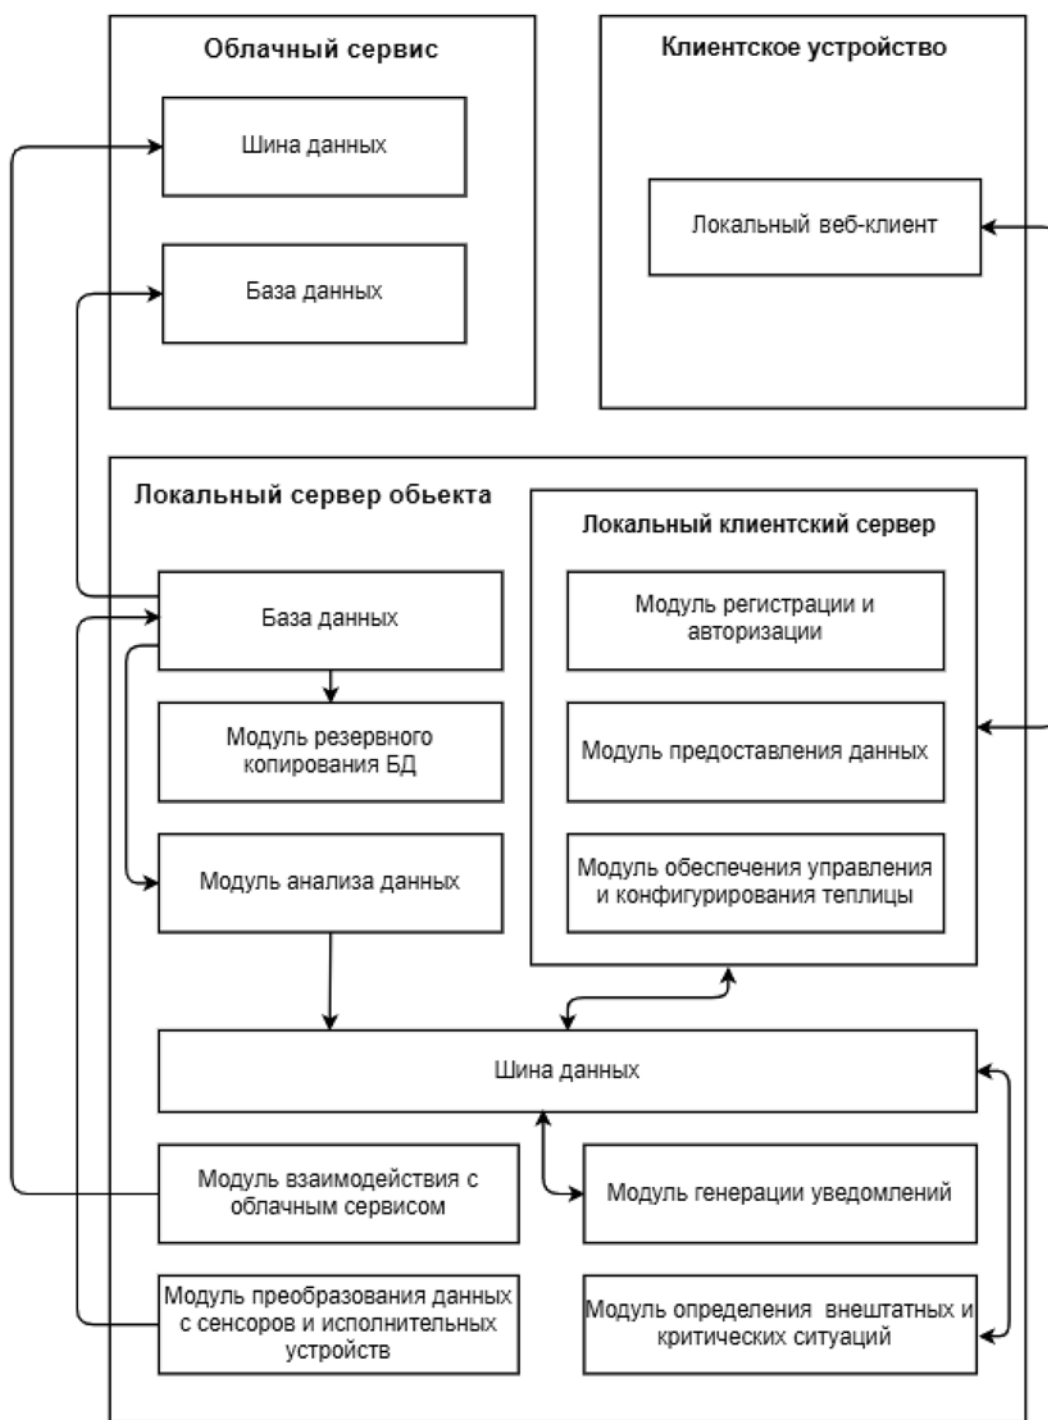 Облачный сервис
Шина данных
База данных
Клиентское устройство
Локальный веб-клиент
Локальный сервер обьекта
База данных
Модуль резервного
копирования БД
Модуль анализа данных
Локальный клиентский сервер
Модуль регистрации и
авторизации
Модуль предоставления данных
Модуль обеспечения управления
и конфигурирования теплицы
Шина данных
Модуль взаимодействия с
облачным сервисом
Модуль генерации уведомлений
Модуль преобразования данных
с сенсоров и исполнительных
устройств
Модуль определения внештатных и
критических ситуаций